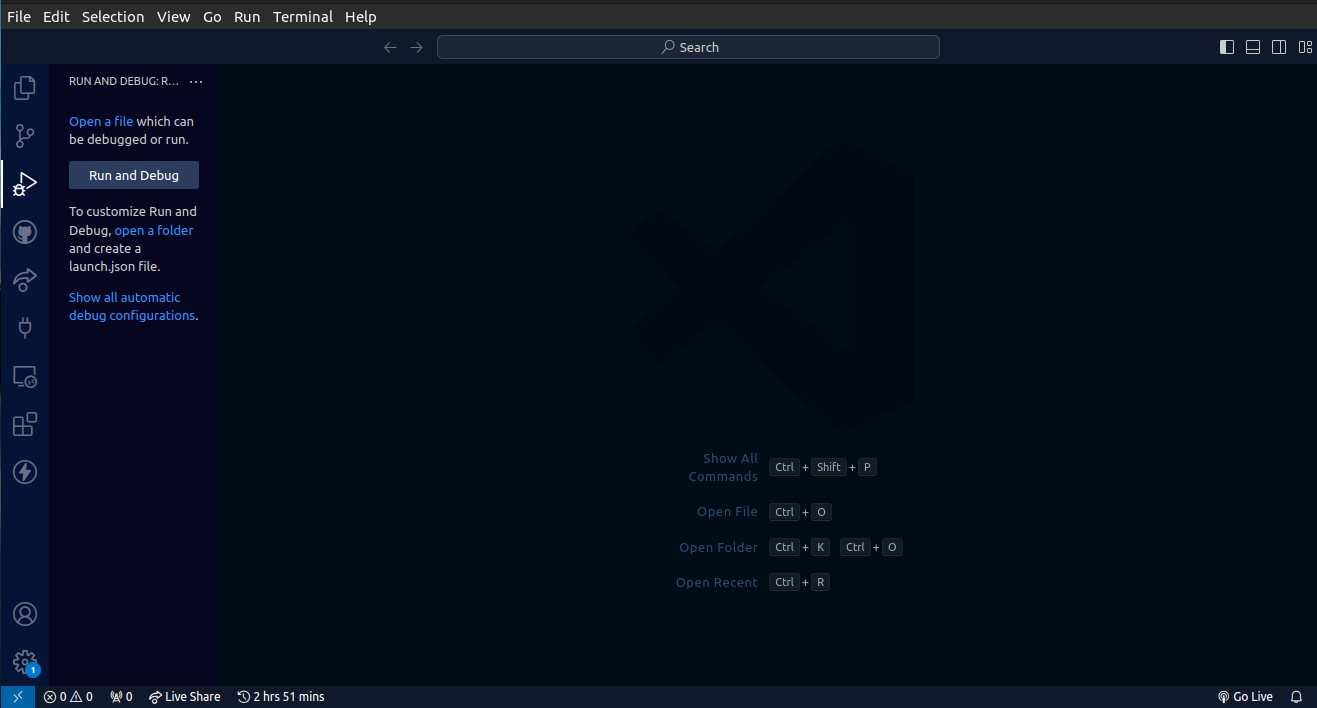 File Edit Selection View Go Run Terminal Help
Search
RUN AND DEBUG: R... ...
Open a file which can
be debugged or run.
Run and Debug
To customize Run and
Debug, open a folder
and create a
launch.json file.
Show all automatic
debug configurations.
Show All
Commands
Ctrl + Shift + P
Open File Ctrl + O
Open Folder Ctrl + K Ctrl + O
Open Recent Ctrl + R
1
0 0 0 Live Share 2 hrs 51 mins Go Live